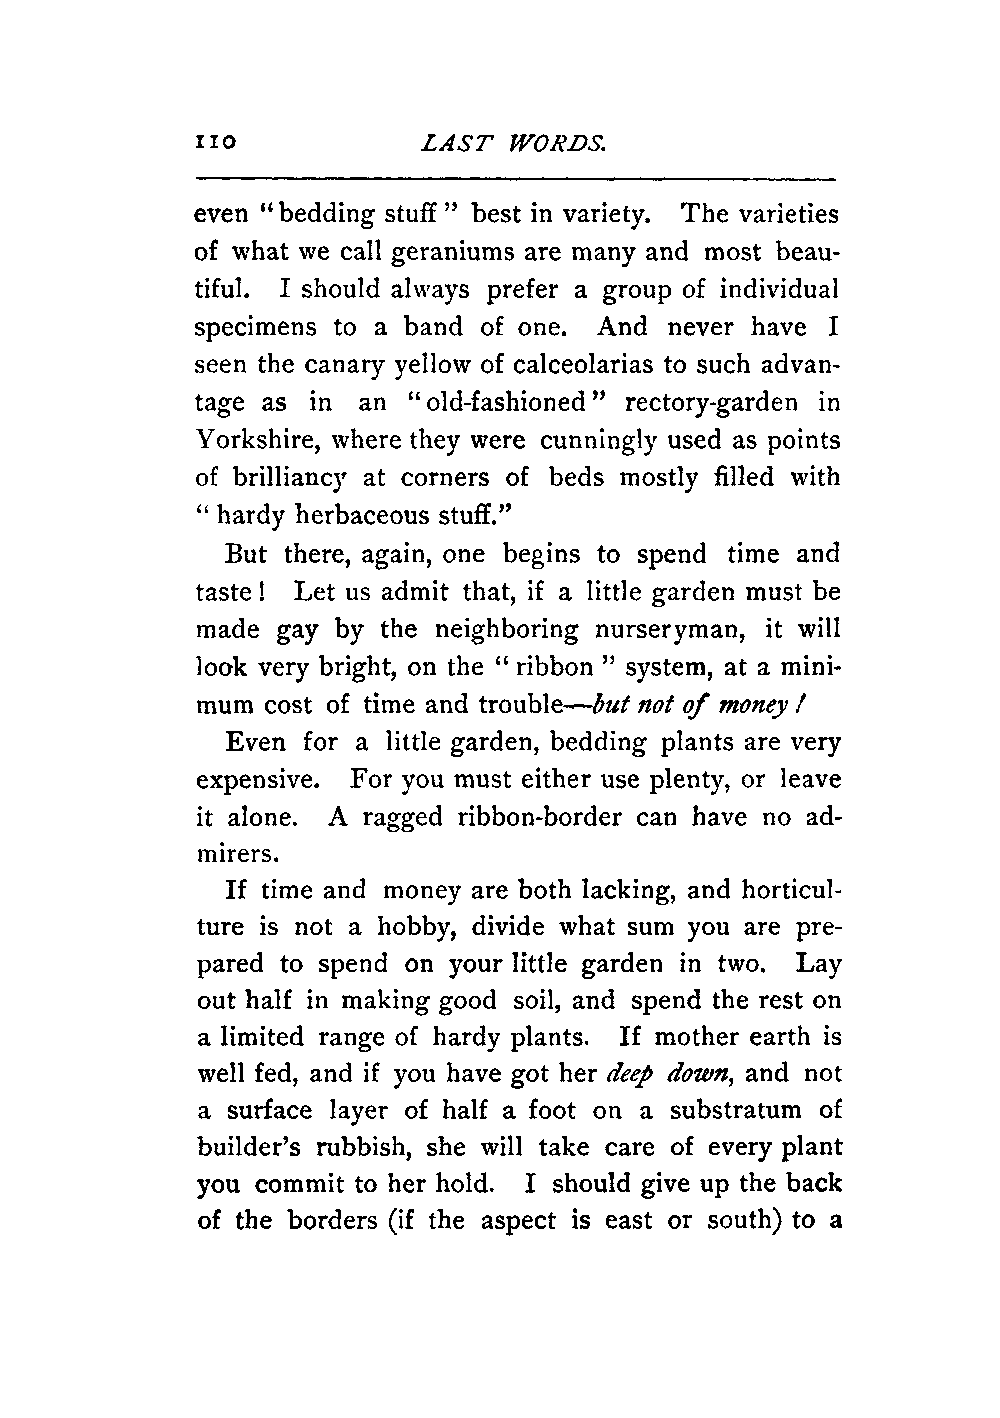 110 LAST WORDS.
even "bedding stuff" best in variety. The varieties
of what we call geraniums are many and most beau-
tiful. I should always prefer a group of individual
specimens to a band of one. And never have I
seen the canary yellow of calceolarias to such advan-
tage as in an "old-fashioned" rectory-garden in
Yorkshire, where they were cunningly used as points
of brilliancy at corners of beds mostly filled with
"hardy herbaceous stuff."
But there, again, one begins to spend time and
taste! Let us admit that, if a little garden must be
made gay by the neighboring nurseryman, it will
look very bright, on the "ribbon" system, at a mini-
mum cost of time and trouble—but not of money!
Even for a little garden, bedding plants are very
expensive. For you must either use plenty, or leave
it alone. A ragged ribbon-border can have no ad-
mirers.
If time and money are both lacking, and horticul-
ture is not a hobby, divide what sum you are pre-
pared to spend on your little garden in two. Lay
out half in making good soil, and spend the rest on
a limited range of hardy plants. If mother earth is
well fed, and if you have got her deep down, and not
a surface layer of half a foot on a substratum of
builder's rubbish, she will take care of every plant
you commit to her hold. I should give up the back
of the borders (if the aspect is east or south) to a